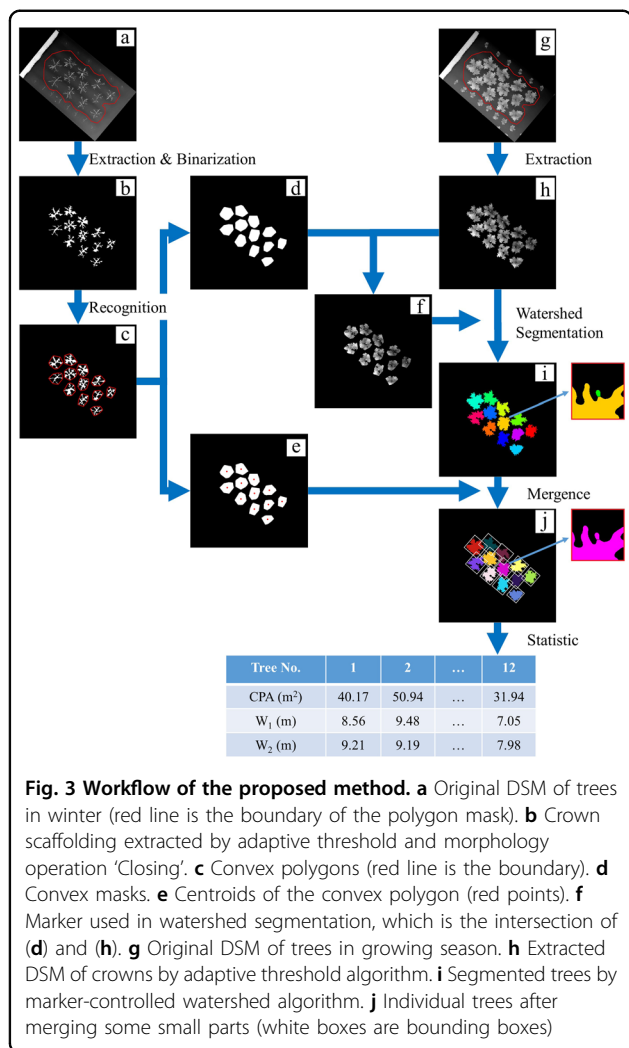 a
g
Extraction & Binarization
Extraction
b
d
h
Recognition
f
Watershed
Segmentation
c
i
e
Mergence
j
Statistic
Tree No. 1 2 ... 12
CPA (m²) 40.17 50.94 ... 31.94
W₁ (m) 8.56 9.48 ... 7.05
W₂ (m) 9.21 9.19 ... 7.98
Fig. 3 Workflow of the proposed method. a Original DSM of trees
in winter (red line is the boundary of the polygon mask). b Crown
scaffolding extracted by adaptive threshold and morphology
operation ‘Closing’. c Convex polygons (red line is the boundary). d
Convex masks. e Centroids of the convex polygon (red points). f
Marker used in watershed segmentation, which is the intersection of
(d) and (h). g Original DSM of trees in growing season. h Extracted
DSM of crowns by adaptive threshold algorithm. i Segmented trees by
marker-controlled watershed algorithm. j Individual trees after
merging some small parts (white boxes are bounding boxes)